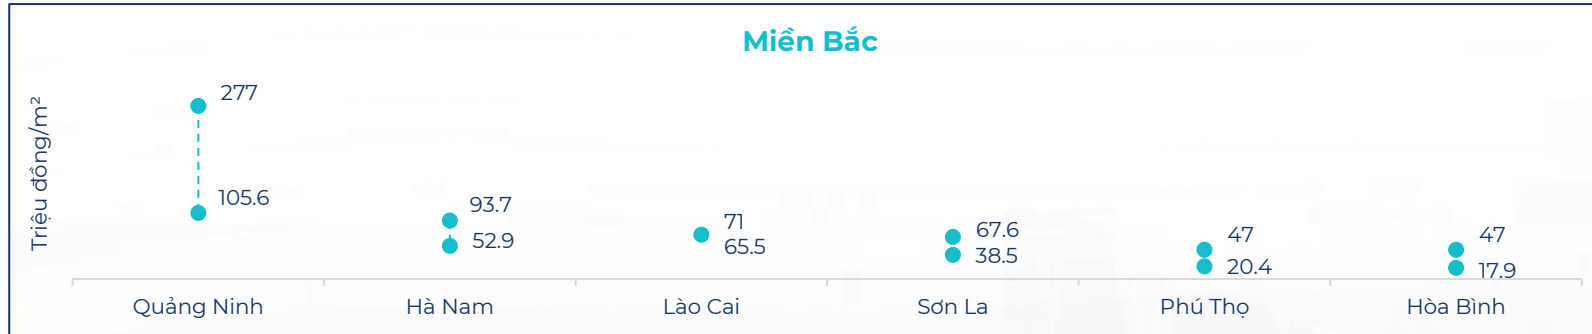 Miền Bắc
Triệu đồng/m²
277
105.6
93.7
52.9
71
65.5
67.6
38.5
47
20.4
47
17.9
Quảng Ninh
Hà Nam
Lào Cai
Sơn La
Phú Thọ
Hòa Bình